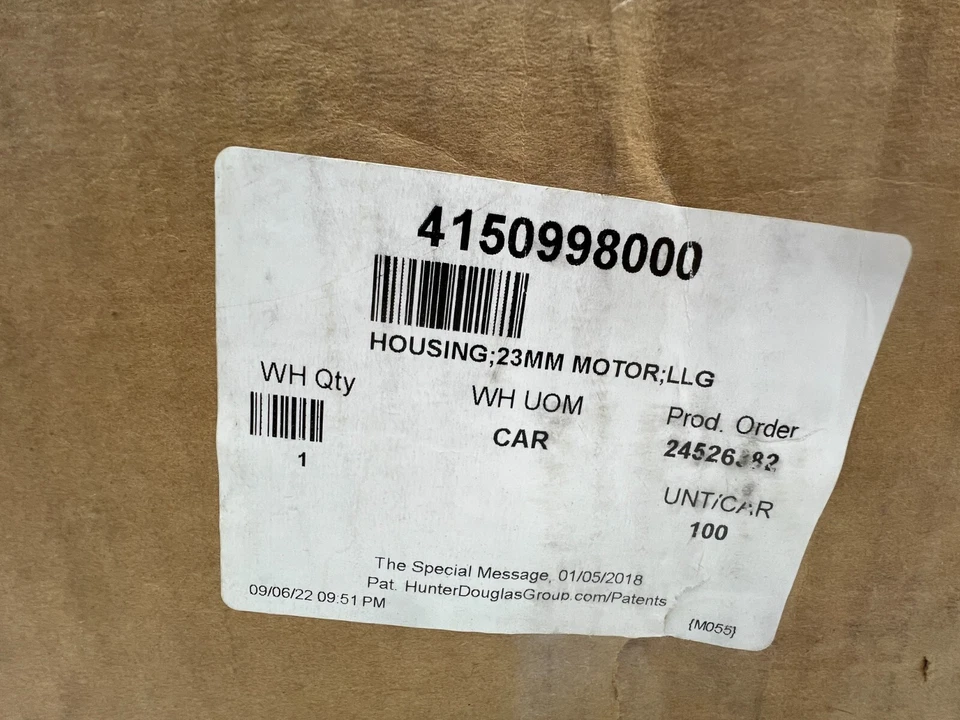 4150998000
HOUSING;23MM MOTOR;LLG
WH Qty
1
WH UOM
CAR
Prod. Order
UNT/CAR
100
The Special Message, 01/05/2018
Pat. HunterDouglasGroup.com/Patents
09/06/22 09:51 PM
{M055}